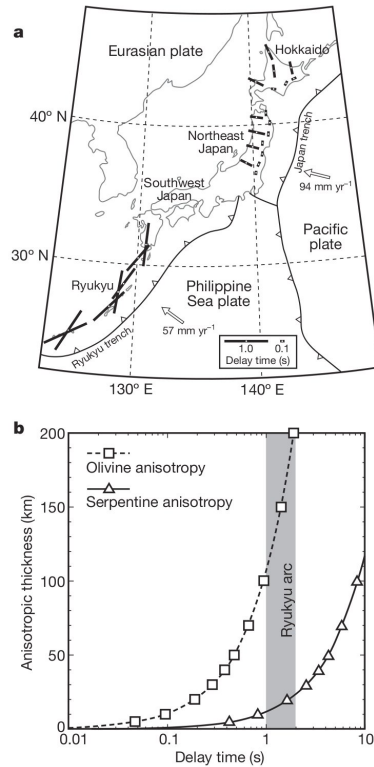 a
Eurasian plate
Hokkaido
40° N
Northeast
Japan
Japan trench
94 mm yr⁻¹
Southwest
Japan
Pacific
plate
30° N
Ryukyu
Philippine
Sea plate
57 mm yr⁻¹
Ryukyu trench
1.0 0.1
Delay time (s)
130° E 140° E
b
200
150
100
50
0
Anisotropic thickness (km)
Olivine anisotropy
Serpentine anisotropy
Ryukyu arc
0.01 0.1 1 10
Delay time (s)